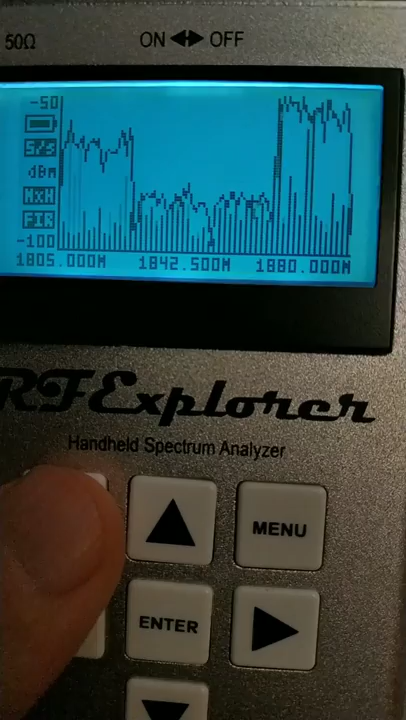 50Ω ON OFF
-50
S/s
dBm
MxH
FIR
-100
1805.000M 1842.500M 1880.000M
RFExplorer
Handheld Spectrum Analyzer
MENU
ENTER